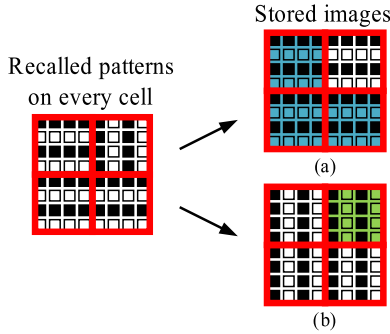 Stored images
Recalled patterns
on every cell
(a)
(b)